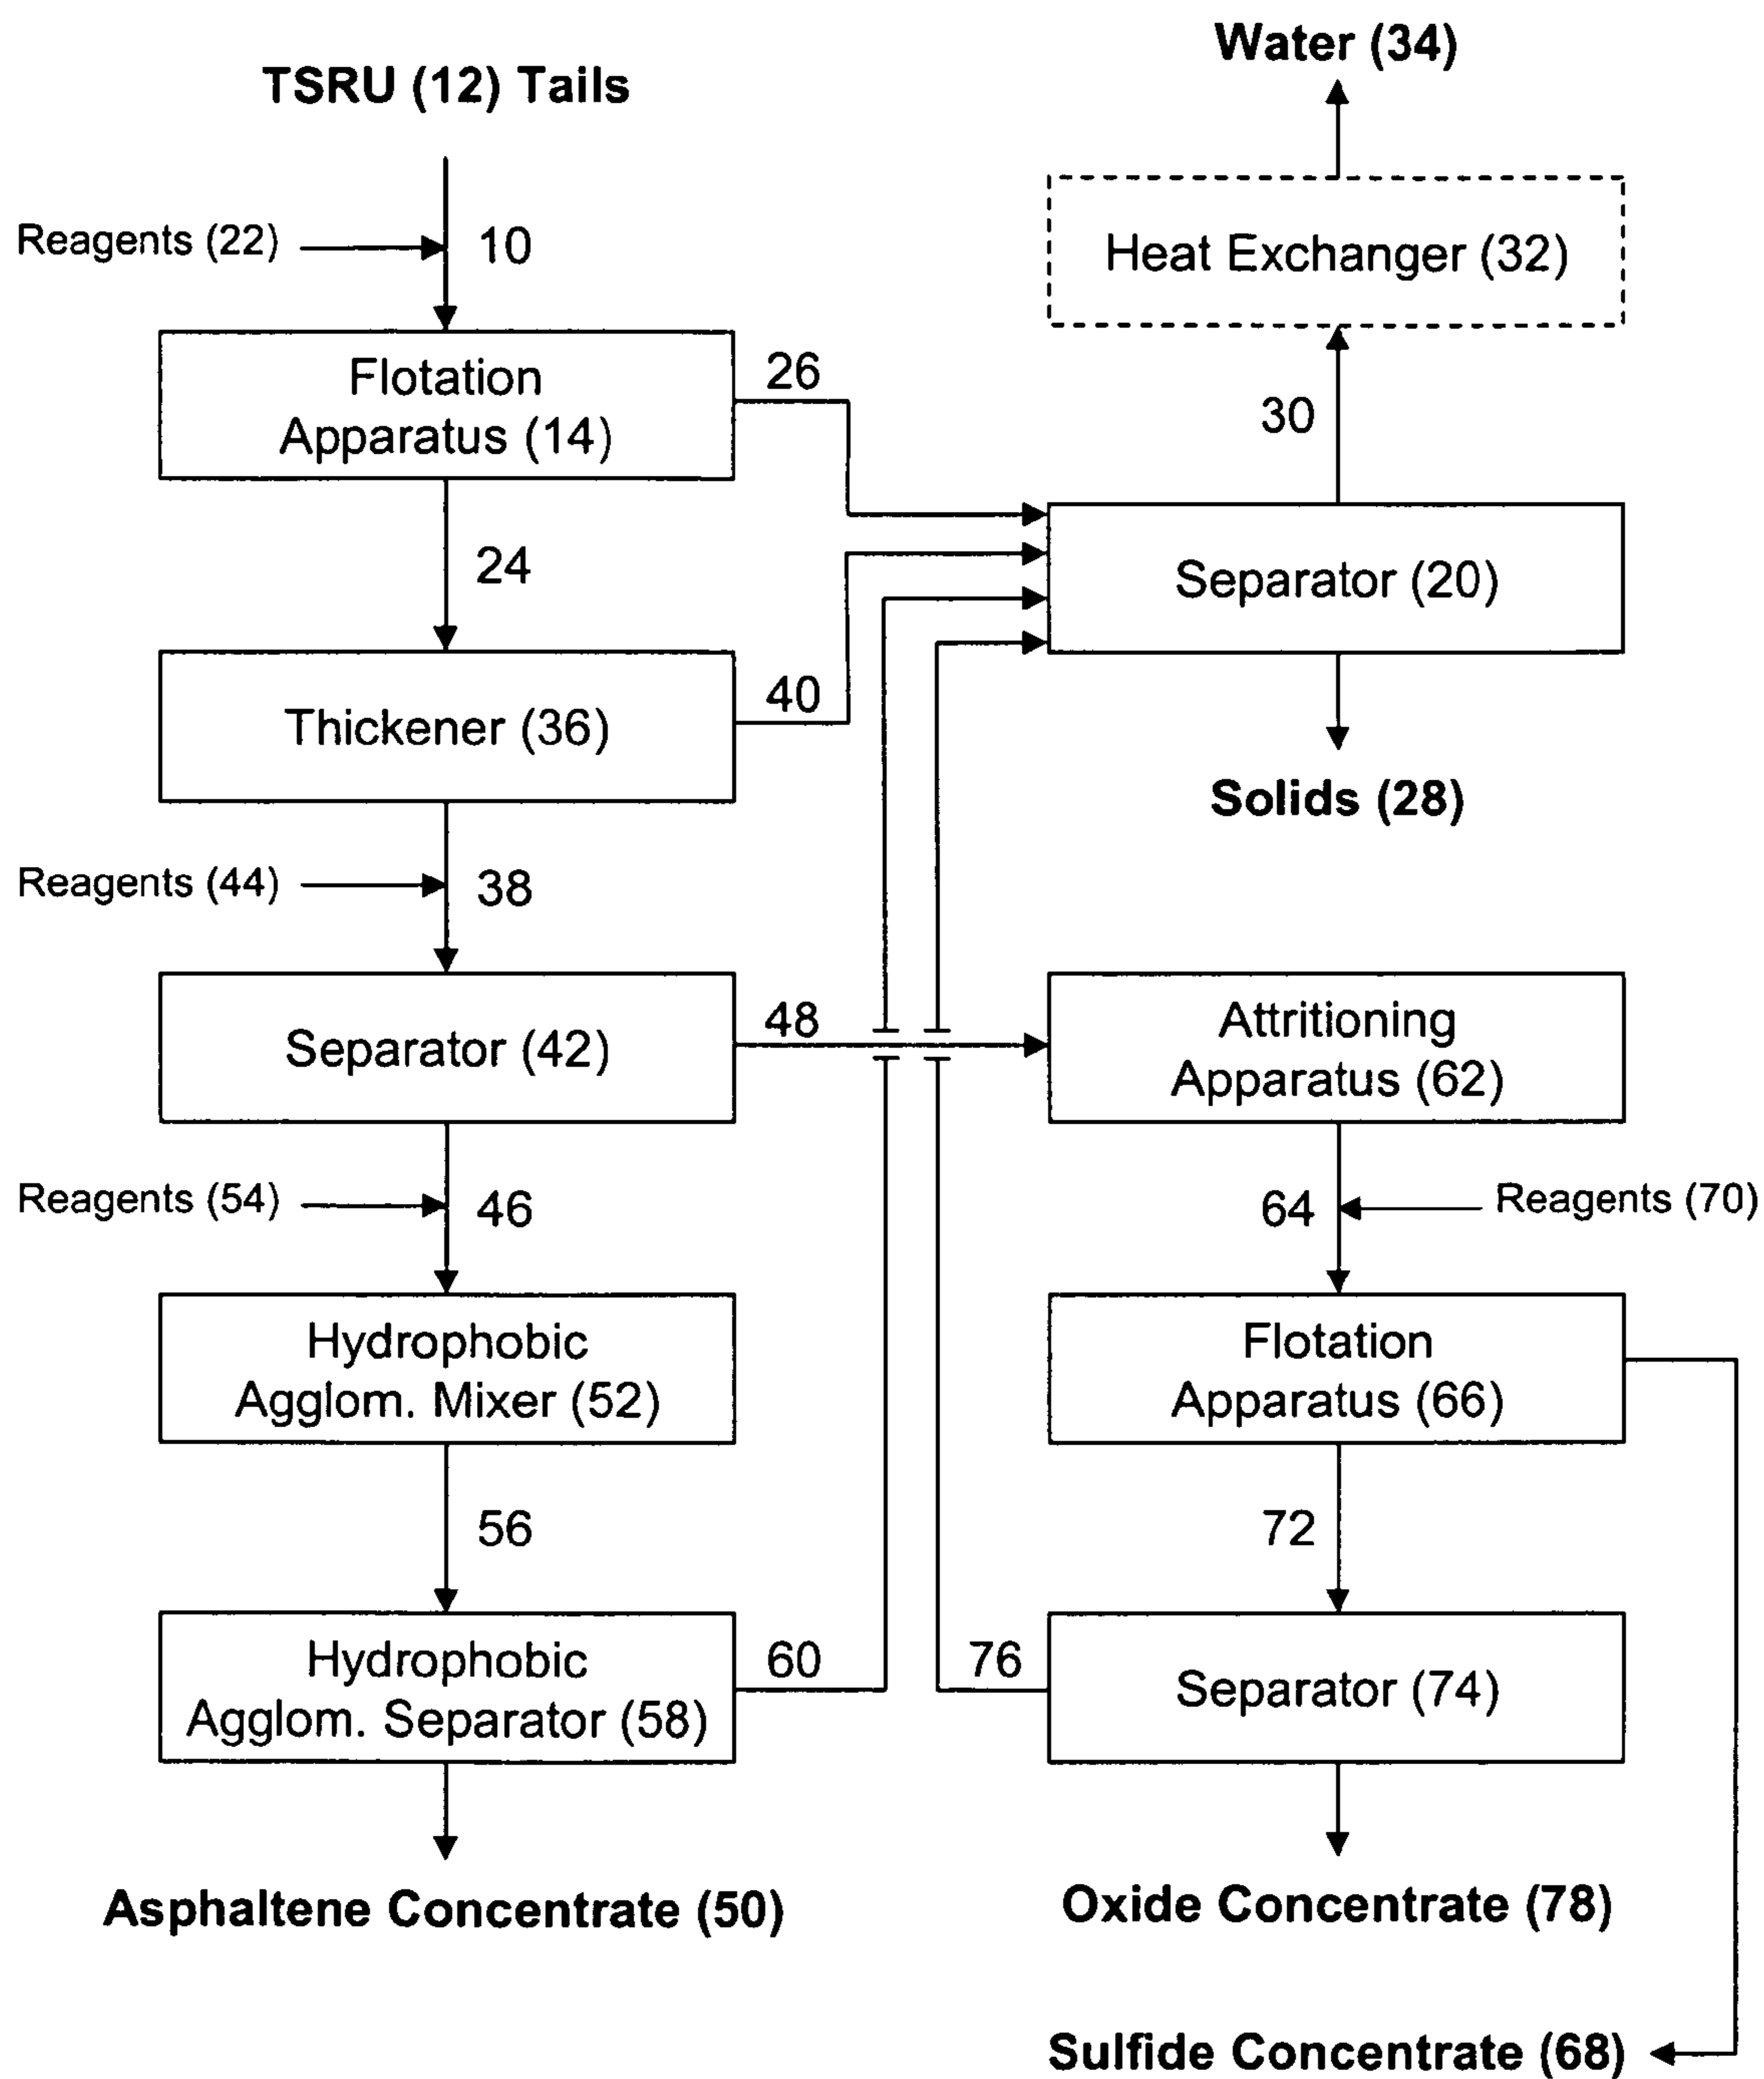 Water (34)
TSRU (12) Tails
Reagents (22)
10
Heat Exchanger (32)
Flotation
Apparatus (14)
26
30
24
Separator (20)
Thickener (36)
40
Solids (28)
Reagents (44)
38
Separator (42)
48
Attritioning
Apparatus (62)
Reagents (54)
46
64
Reagents (70)
Hydrophobic
Agglom. Mixer (52)
Flotation
Apparatus (66)
56
72
Hydrophobic
Agglom. Separator (58)
60
76
Separator (74)
Asphaltene Concentrate (50)
Oxide Concentrate (78)
Sulfide Concentrate (68)